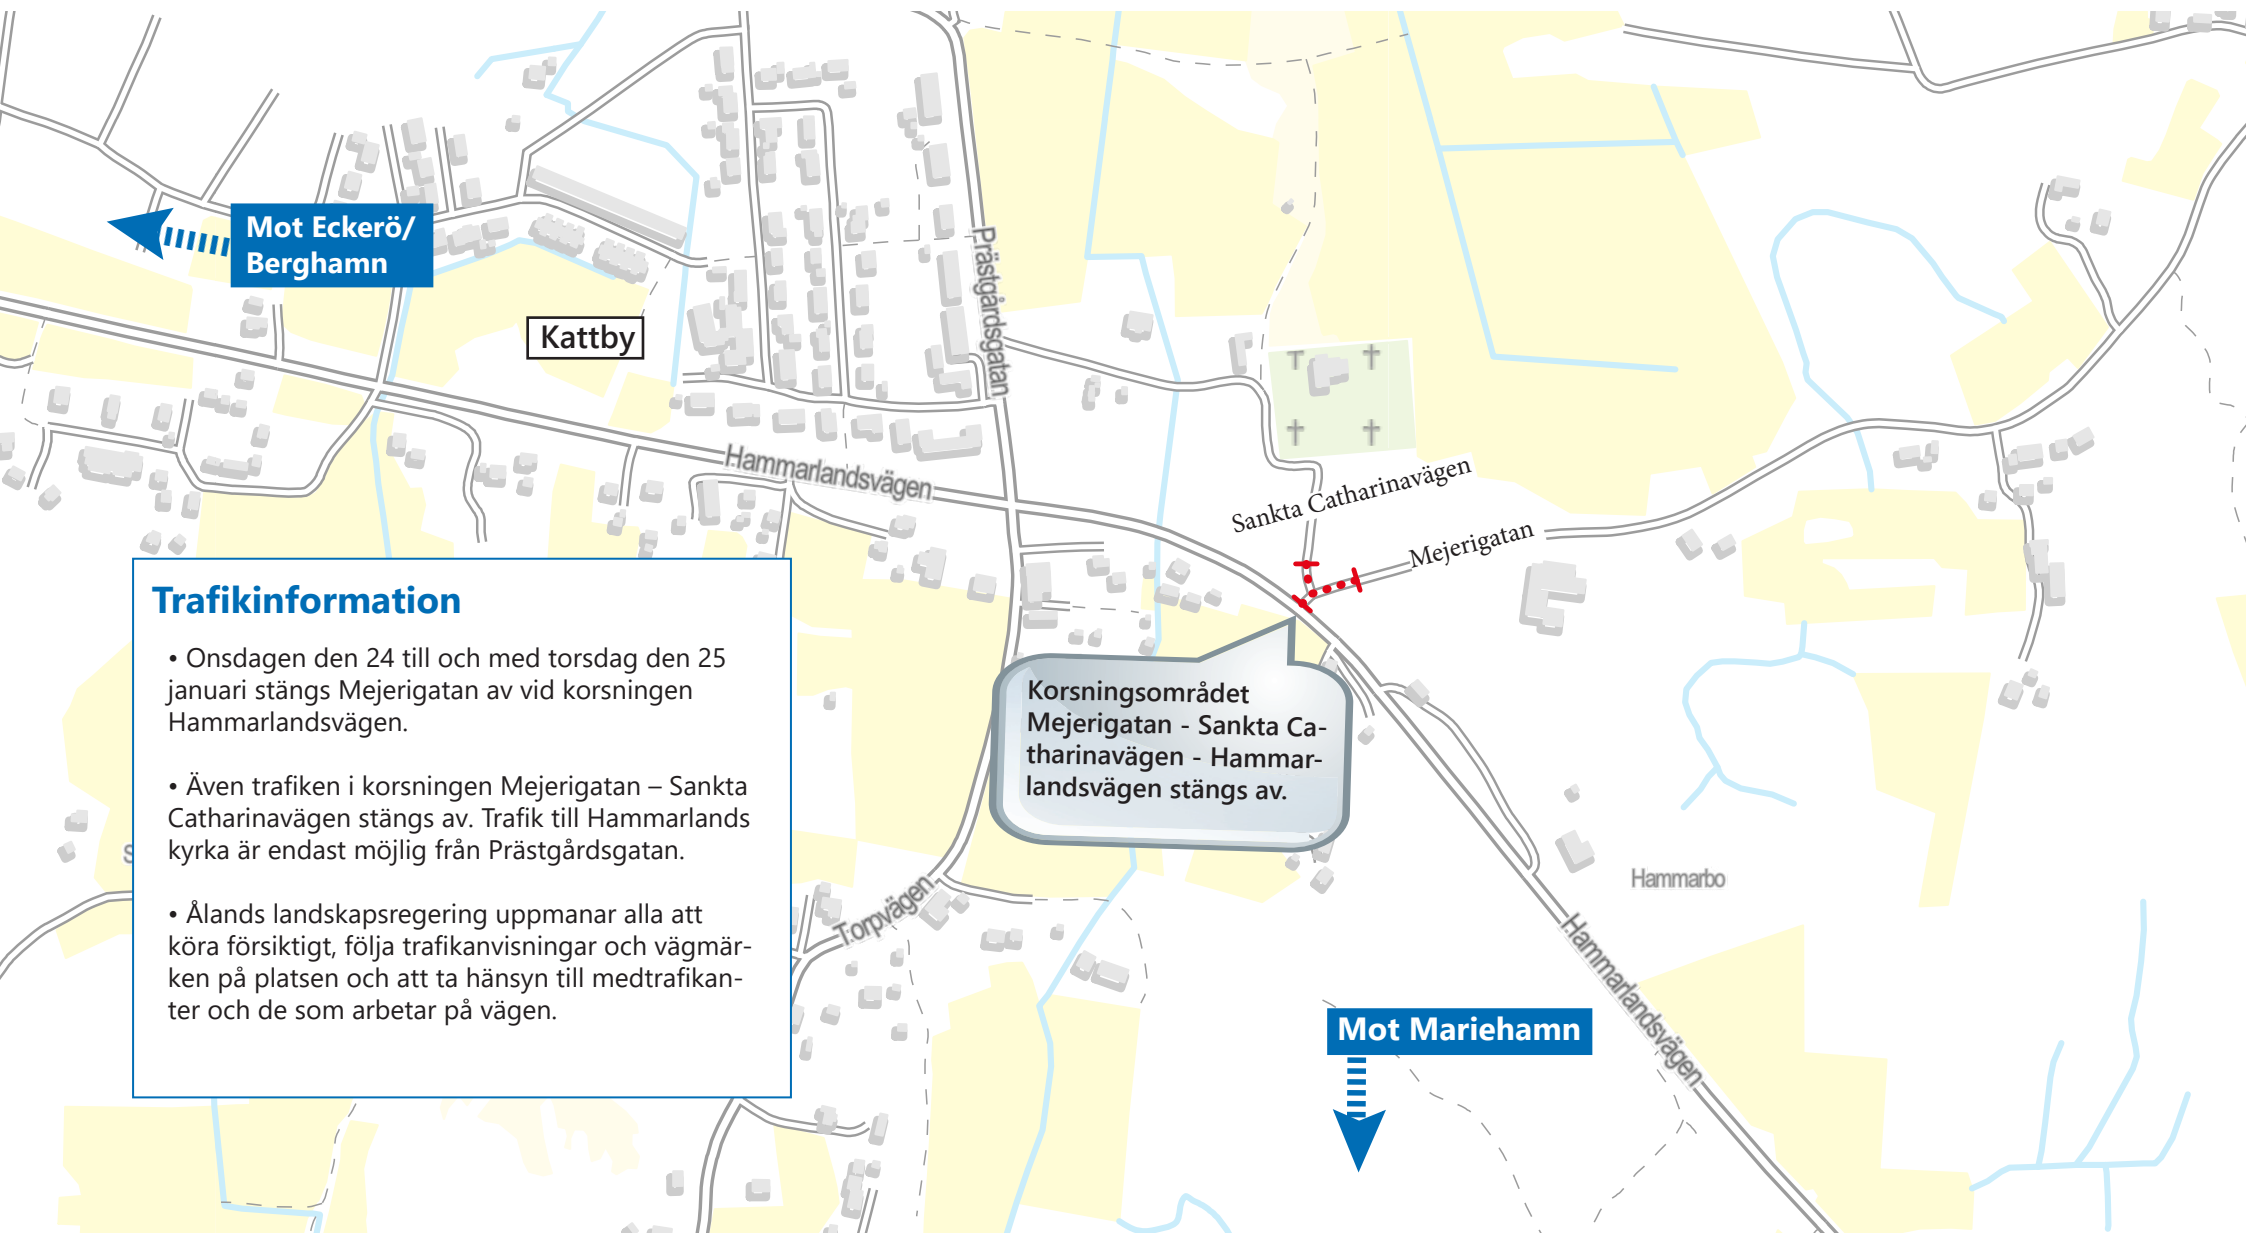 Mot Eckerö/
Berghamn
Kattby
Prästgårdsgatan
Hammarlandsvägen
Sankta Catharinavägen
Mejerigatan
Trafikinformation
• Onsdagen den 24 till och med torsdag den 25
januari stängs Mejerigatan av vid korsningen
Hammarlandsvägen.
• Även trafiken i korsningen Mejerigatan – Sankta
Catharinavägen stängs av. Trafik till Hammarlands
kyrka är endast möjlig från Prästgårdsgatan.
• Ålands landskapsregering uppmanar alla att
köra försiktigt, följa trafikanvisningar och vägmär-
ken på platsen och att ta hänsyn till medtrafikan-
ter och de som arbetar på vägen.
Korsningsområdet
Mejerigatan - Sankta Ca-
tharinavägen - Hammar-
landsvägen stängs av.
Torpvägen
Hammarbo
Hammarlandsvägen
Mot Mariehamn